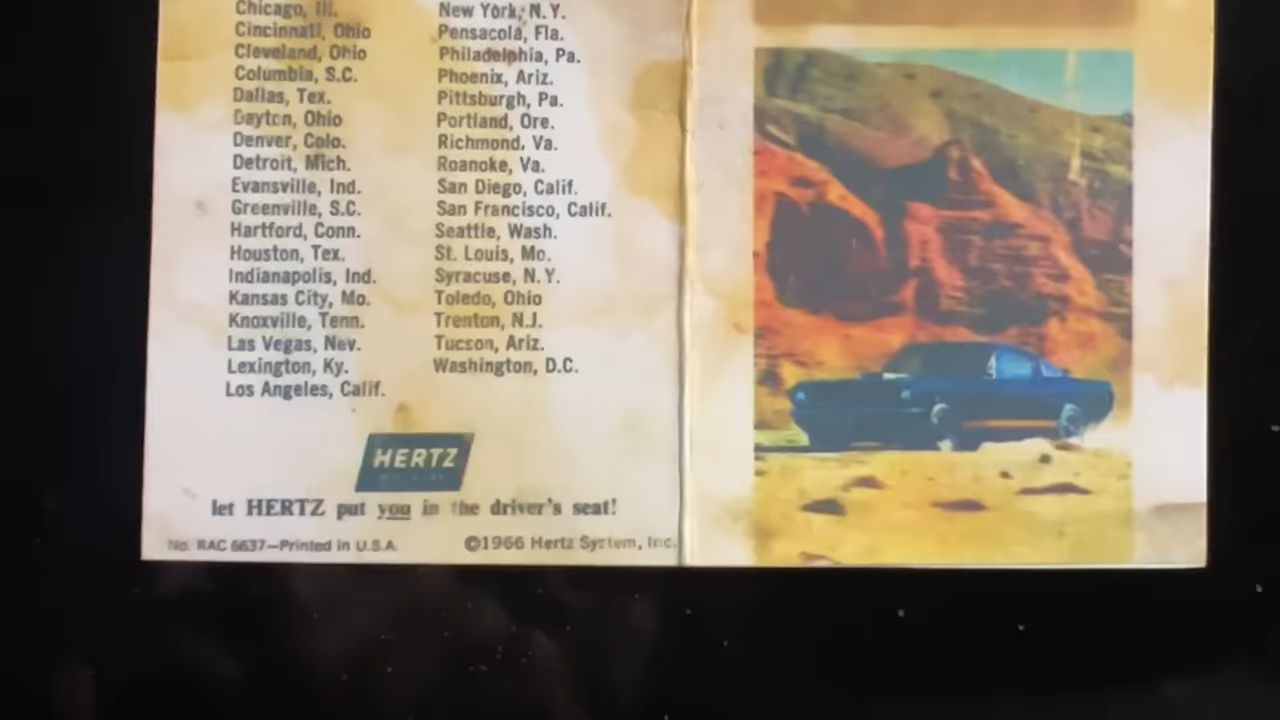 Chicago, Ill.
Cincinnati, Ohio
Cleveland, Ohio
Columbia, S.C.
Dallas, Tex.
Dayton, Ohio
Denver, Colo.
Detroit, Mich.
Evansville, Ind.
Greenville, S.C.
Hartford, Conn.
Houston, Tex.
Indianapolis, Ind.
Kansas City, Mo.
Knoxville, Tenn.
Las Vegas, Nev.
Lexington, Ky.
Los Angeles, Calif.
New York, N.Y.
Pensacola, Fla.
Philadelphia, Pa.
Phoenix, Ariz.
Pittsburgh, Pa.
Portland, Ore.
Richmond, Va.
Roanoke, Va.
San Diego, Calif.
San Francisco, Calif.
Seattle, Wash.
St. Louis, Mo.
Syracuse, N.Y.
Toledo, Ohio
Trenton, N.J.
Tucson, Ariz.
Washington, D.C.
HERTZ
let HERTZ put you in the driver's seat!
No. RAC 6637—Printed in U.S.A.
©1966 Hertz System, Inc.